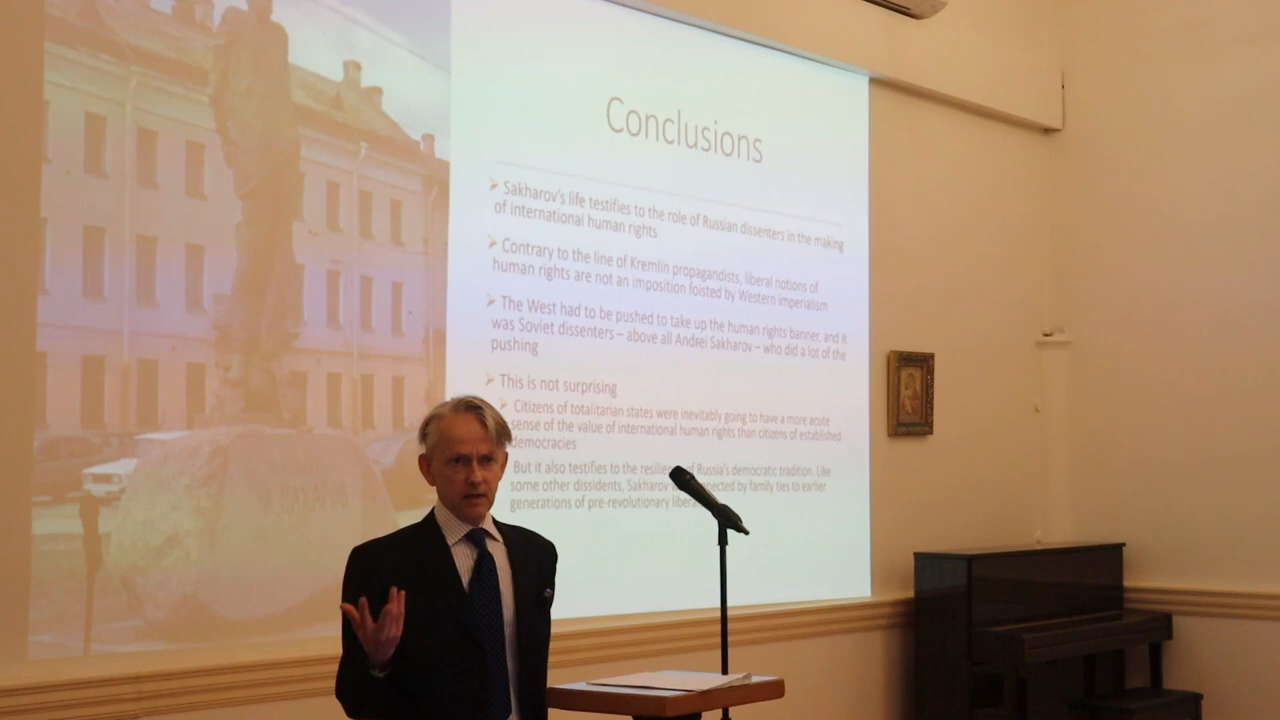 Conclusions
➢ Sakharov's life testifies to the role of Russian dissenters in the making
of international human rights
➢ Contrary to the line of Kremlin propagandists, liberal notions of
human rights are not an imposition foisted by Western imperialism
➢ The West had to be pushed to take up the human rights banner, and it
was Soviet dissenters – above all Andrei Sakharov – who did a lot of the
pushing
➢ This is not surprising
➢ Citizens of totalitarian states were inevitably going to have a more acute
sense of the value of international human rights than citizens of established
democracies
But it also testifies to the of Russia's democratic tradition. Like
some other dissidents, Sakharov by family ties to earlier
generations of pre-revolutionary